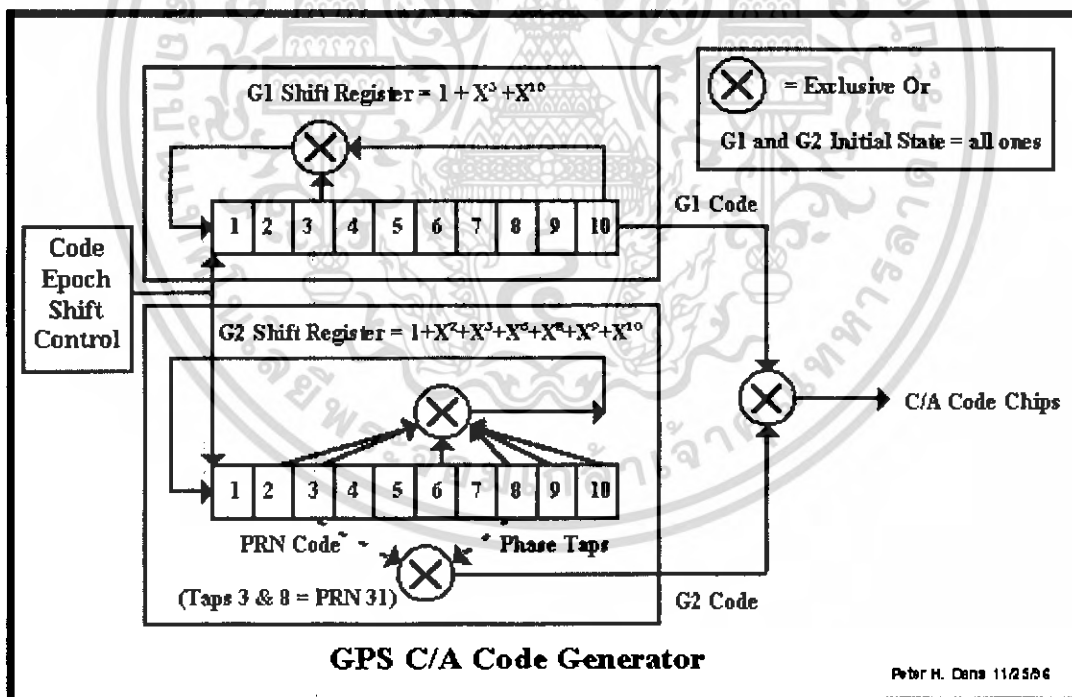 G1 Shift Register = 1 + X³ + X¹⁰
= Exclusive Or
G1 and G2 Initial State = all ones
1 2 3 4 5 6 7 8 9 10
G1 Code
Code
Epoch
Shift
Control
G2 Shift Register = 1+X²+X³+X⁶+X⁸+X⁹+X¹⁰
C/A Code Chips
1 2 3 4 5 6 7 8 9 10
PRN Code
Phase Taps
(Taps 3 & 8 = PRN 31)
G2 Code
GPS C/A Code Generator
Peter H. Dana 11/25/96